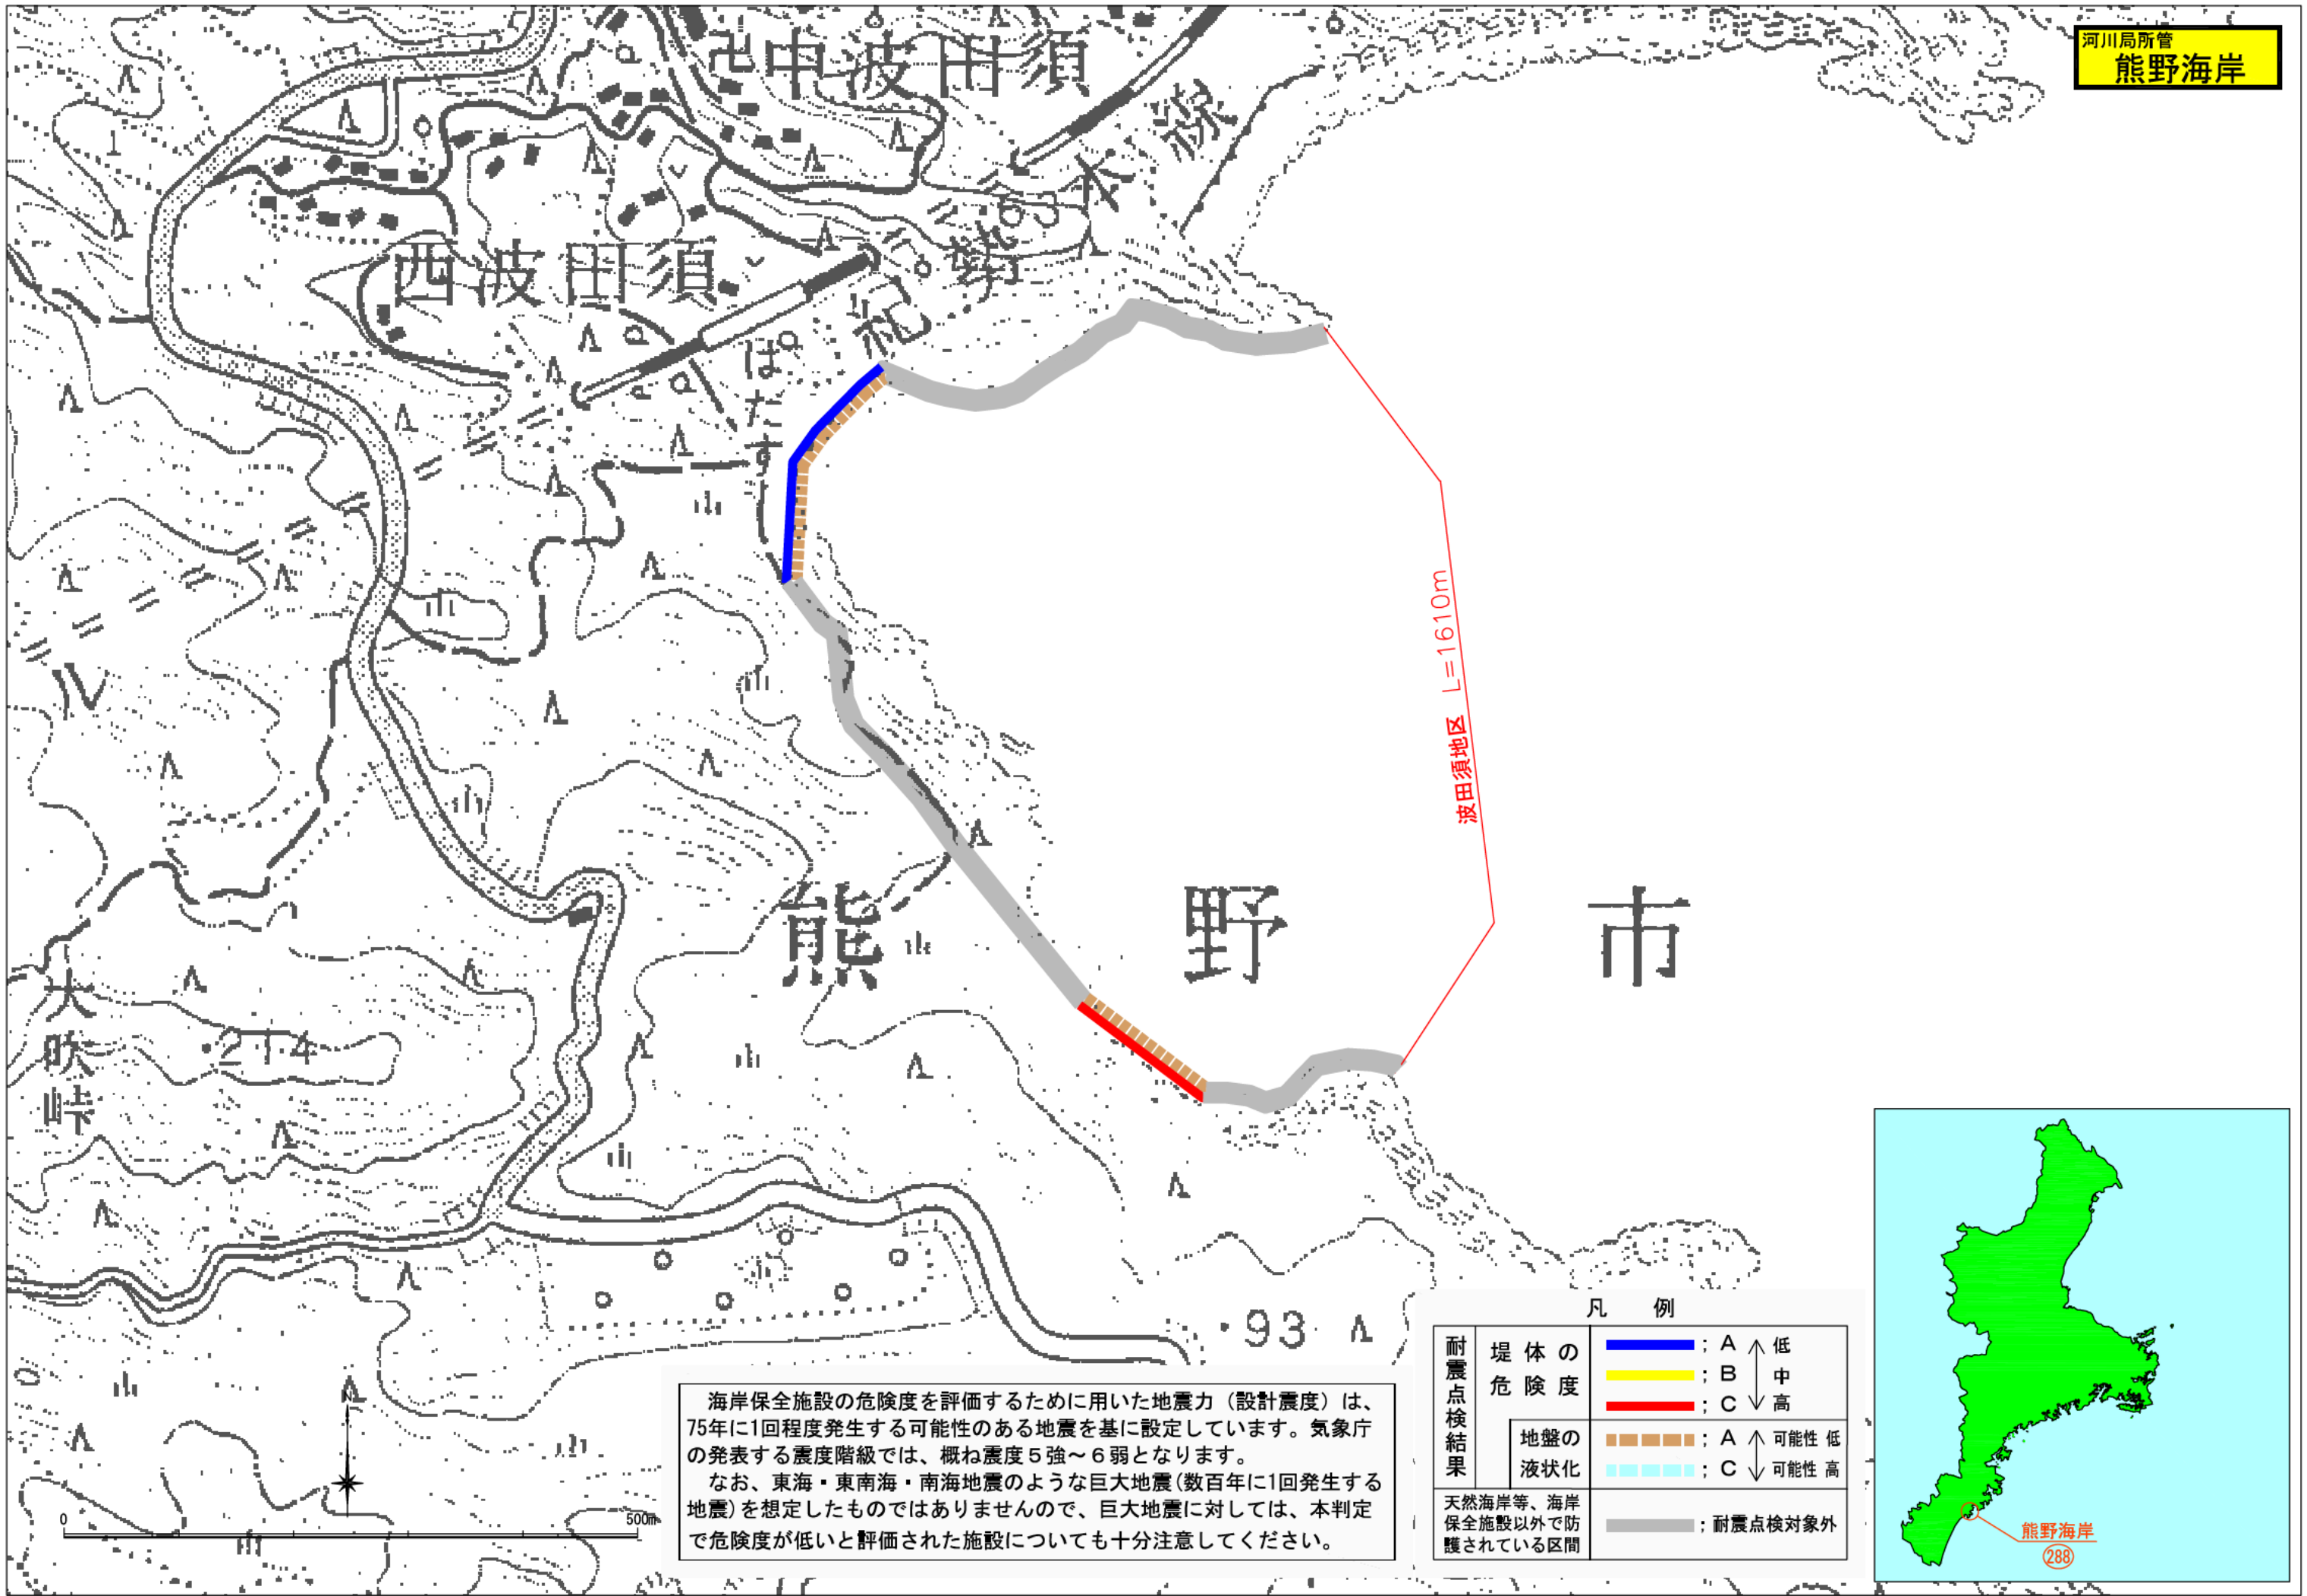 河川局所管
熊野海岸
中波田須
西波田須
紀勢本線
63
はたす
ル
大吹峠
・214
熊野市
・93
波田須地区 L=1610m
N
0 500m
海岸保全施設の危険度を評価するために用いた地震力（設計震度）は、
75年に1回程度発生する可能性のある地震を基に設定しています。気象庁
の発表する震度階級では、概ね震度５強～６弱となります。
なお、東海・東南海・南海地震のような巨大地震(数百年に1回発生する
地震)を想定したものではありませんので、巨大地震に対しては、本判定
で危険度が低いと評価された施設についても十分注意してください。
凡 例
耐震点検結果
堤体の
危険度
; A 低
; B 中
; C 高
地盤の
液状化
; A 可能性 低
; C 可能性 高
天然海岸等、海岸
保全施設以外で防
護されている区間
; 耐震点検対象外
熊野海岸
288